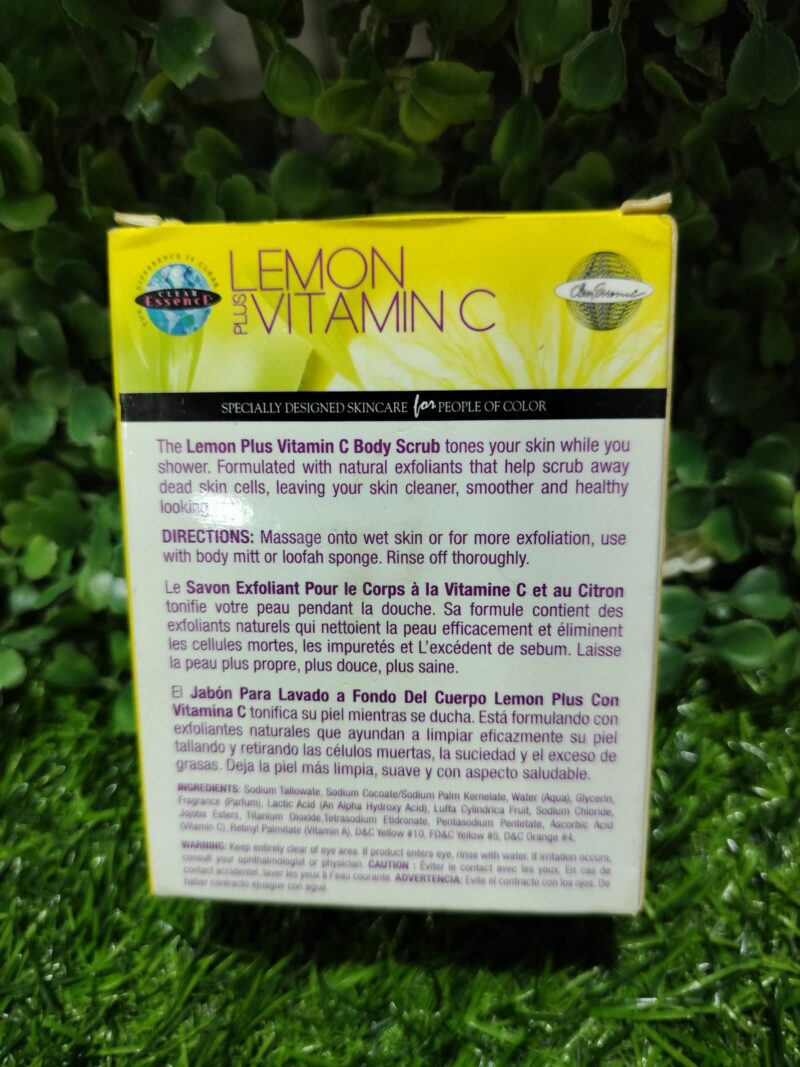 THE DIFFERENCE IS CLEAR
CLEAR
EssencE
LEMON
PLUS VITAMIN C
SPECIALLY DESIGNED SKINCARE for PEOPLE OF COLOR
The Lemon Plus Vitamin C Body Scrub tones your skin while you
shower. Formulated with natural exfoliants that help scrub away
dead skin cells, leaving your skin cleaner, smoother and healthy
looking
DIRECTIONS: Massage onto wet skin or for more exfoliation, use
with body mitt or loofah sponge. Rinse off thoroughly.
Le Savon Exfoliant Pour le Corps à la Vitamine C et au Citron
tonifie votre peau pendant la douche. Sa formule contient des
exfoliants naturels qui nettoient la peau efficacement et éliminent
les cellules mortes, les impuretés et L'excédent de sebum. Laisse
la peau plus propre, plus douce, plus saine.
El Jabón Para Lavado a Fondo Del Cuerpo Lemon Plus Con
Vitamina C tonifica su piel mientras se ducha. Está formulando con
exfoliantes naturales que ayundan a limpiar eficazmente su piel
tallando y retirando las células muertas, la suciedad y el exceso de
grasas. Deja la piel más limpia, suave y con aspecto saludable.
INGREDIENTS: Sodium Tallowate, Sodium Cocoate/Sodium Palm Kernelate, Water (Aqua), Glycerin,
Fragrance (Parfum), Lactic Acid (An Alpha Hydroxy Acid), Luffa Cylindrica Fruit, Sodium Chloride,
Jojoba Esters, Titanium Dioxide,Tetrasodium Etidronate, Pentasodium Pentetate, Ascorbic Acid
(Vitamin C), Retinyl Palmitate (Vitamin A), D&C Yellow #10, FD&C Yellow #5, D&C Orange #4.
WARNING: Keep entirely clear of eye area. If product enters eye, rinse with water. If irritation occurs,
consult your ophthalmologist or physician. CAUTION : Éviter le contact avec les yeux. En cas de
contact accidentel, laver les yeux à l'eau courante. ADVERTENCIA: Evite el contracto con los ojos. De
haber contracto ejuague con agua.